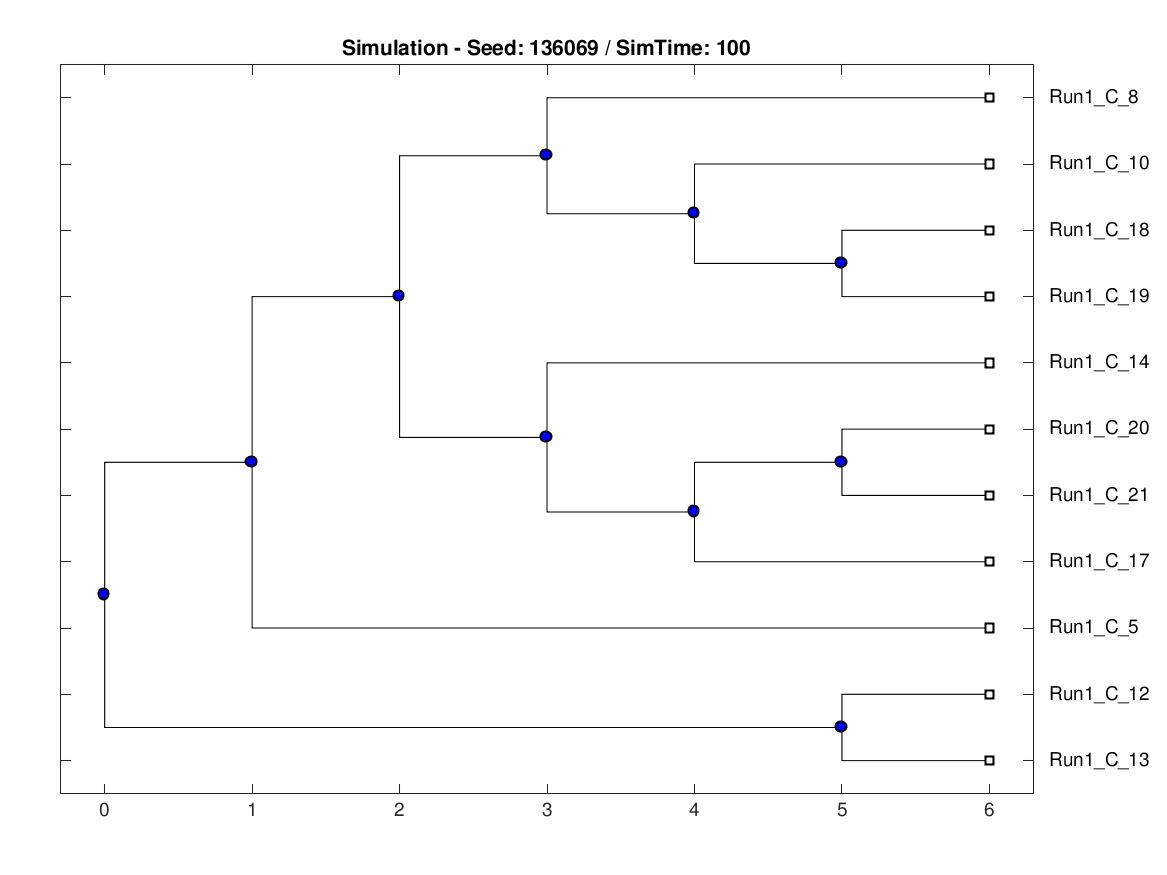 Simulation - Seed: 136069 / SimTime: 100
Run1_C_8
Run1_C_10
Run1_C_18
Run1_C_19
Run1_C_14
Run1_C_20
Run1_C_21
Run1_C_17
Run1_C_5
Run1_C_12
Run1_C_13
0 1 2 3 4 5 6